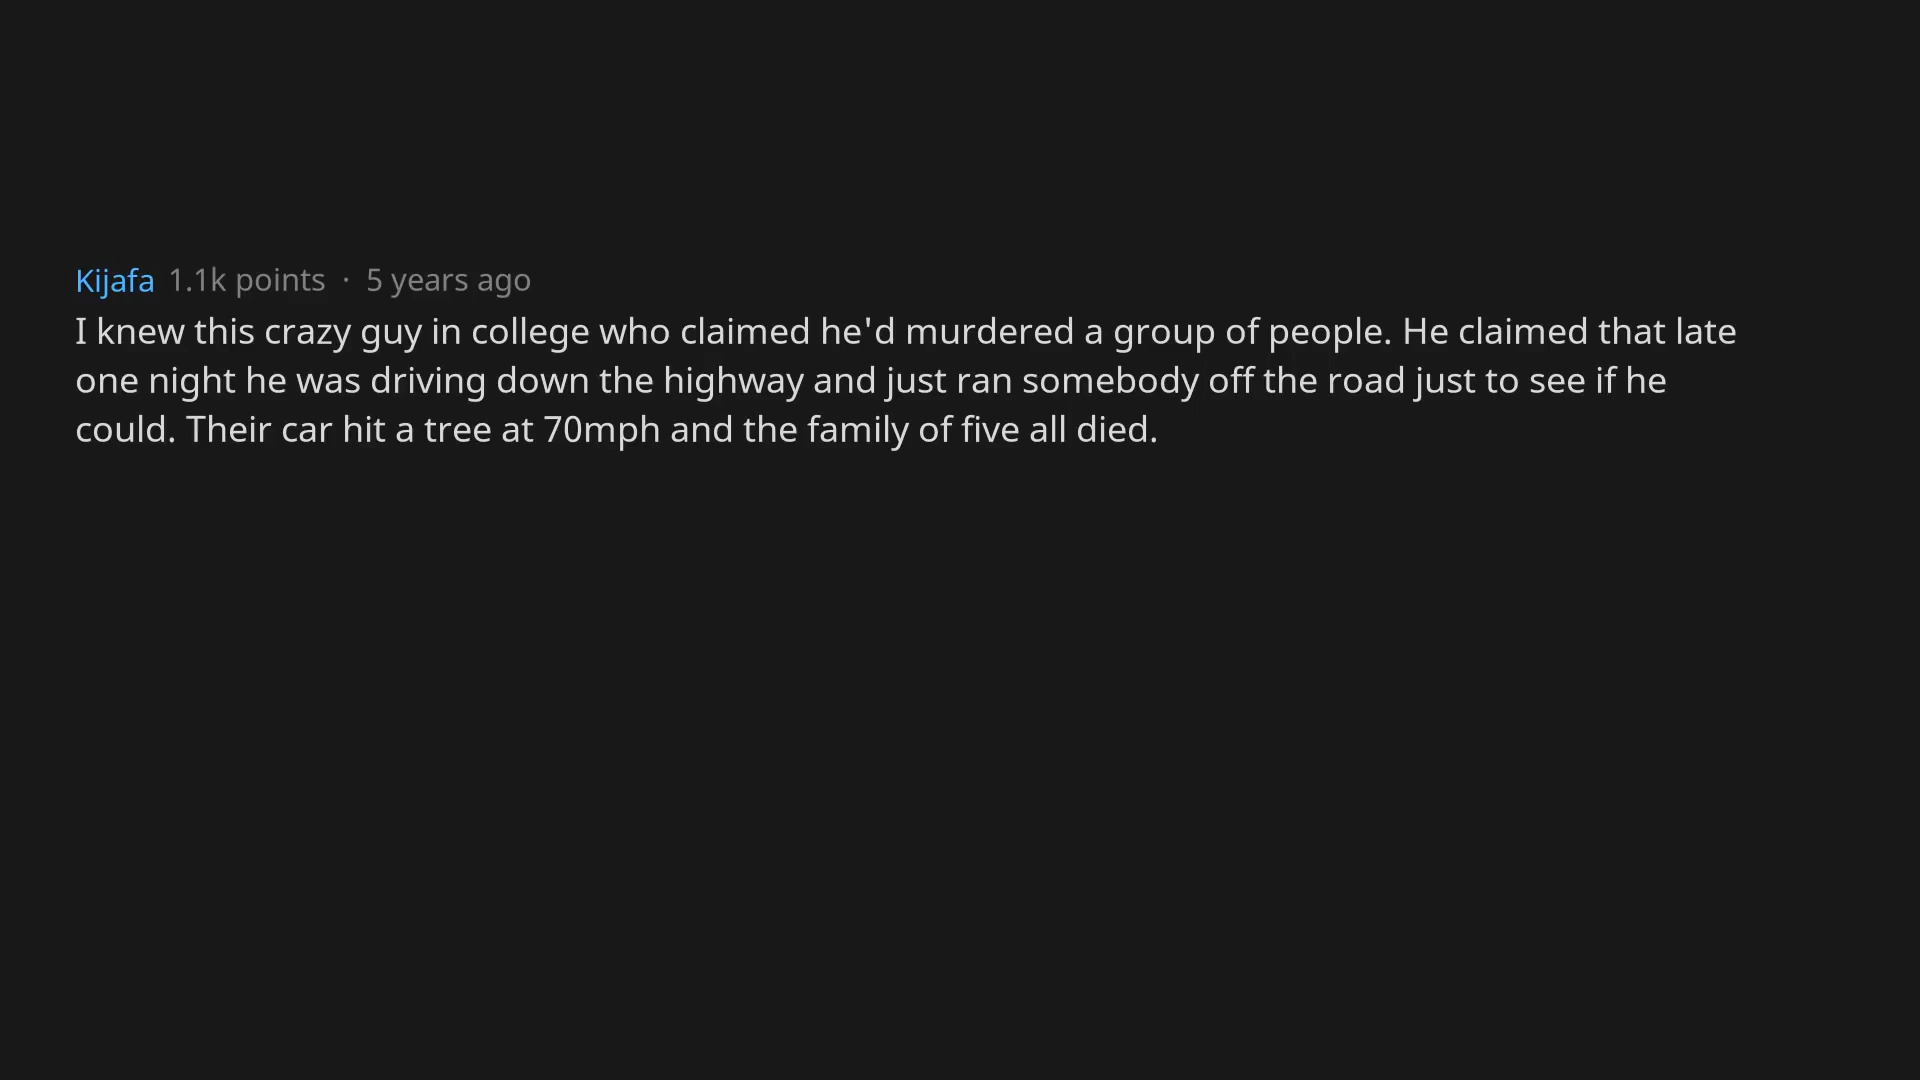 Kijafa 1.1k points · 5 years ago
I knew this crazy guy in college who claimed he'd murdered a group of people. He claimed that late
one night he was driving down the highway and just ran somebody off the road just to see if he
could. Their car hit a tree at 70mph and the family of five all died.